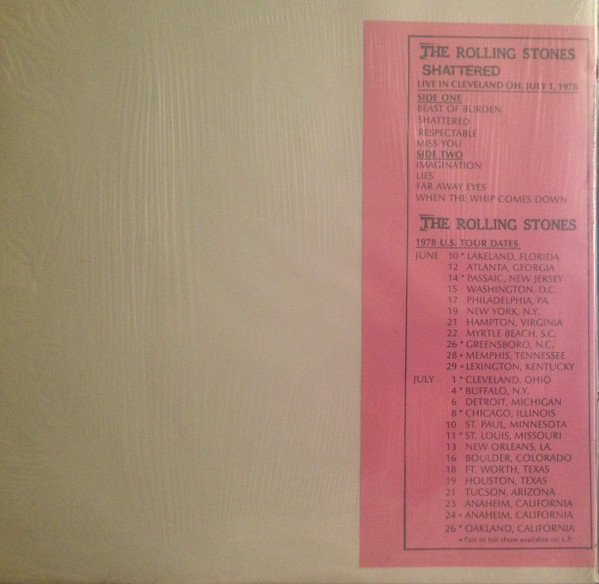 THE ROLLING STONES
SHATTERED
LIVE IN CLEVELAND OH, JULY 1, 1978
SIDE ONE
BEAST OF BURDEN
SHATTERED
RESPECTABLE
MISS YOU
SIDE TWO
IMAGINATION
LIES
FAR AWAY EYES
WHEN THE WHIP COMES DOWN
THE ROLLING STONES
1978 U.S. TOUR DATES
JUNE 10 * LAKELAND, FLORIDA
12 ATLANTA, GEORGIA
14 * PASSAIC, NEW JERSEY
15 WASHINGTON, D.C.
17 PHILADELPHIA, PA.
19 NEW YORK, N.Y.
21 HAMPTON, VIRGINIA
22 MYRTLE BEACH, S.C.
26 * GREENSBORO, N.C.
28 * MEMPHIS, TENNESSEE
29 * LEXINGTON, KENTUCKY
JULY 1 * CLEVELAND, OHIO
4 * BUFFALO, N.Y.
6 DETROIT, MICHIGAN
8 * CHICAGO, ILLINOIS
10 ST. PAUL, MINNESOTA
11 * ST. LOUIS, MISSOURI
13 NEW ORLEANS, LA.
16 BOULDER, COLORADO
18 FT. WORTH, TEXAS
19 HOUSTON, TEXAS
21 TUCSON, ARIZONA
23 ANAHEIM, CALIFORNIA
24 * ANAHEIM, CALIFORNIA
26 * OAKLAND, CALIFORNIA
* Part or full show available on L.P.